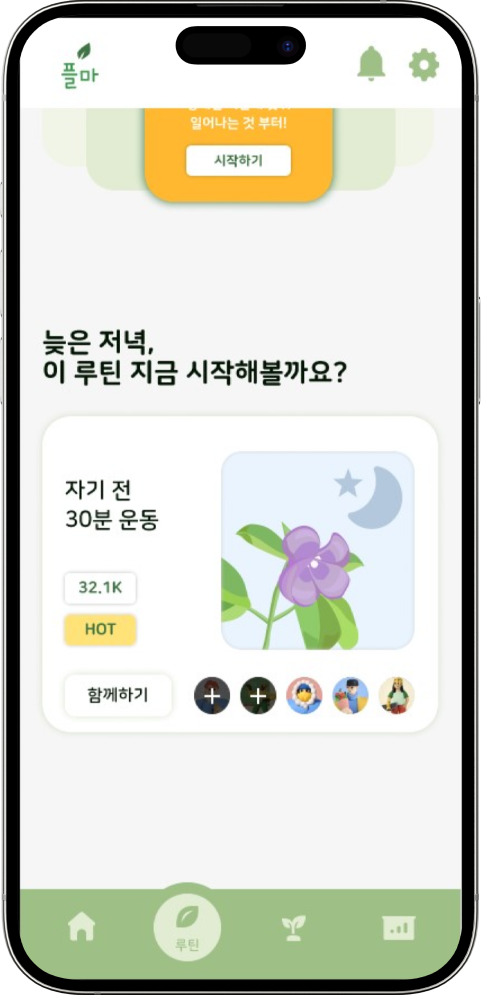 플마
일어나는 것 부터!
시작하기
늦은 저녁,
이 루틴 지금 시작해볼까요?
자기 전
30분 운동
32.1K
HOT
함께하기
루틴